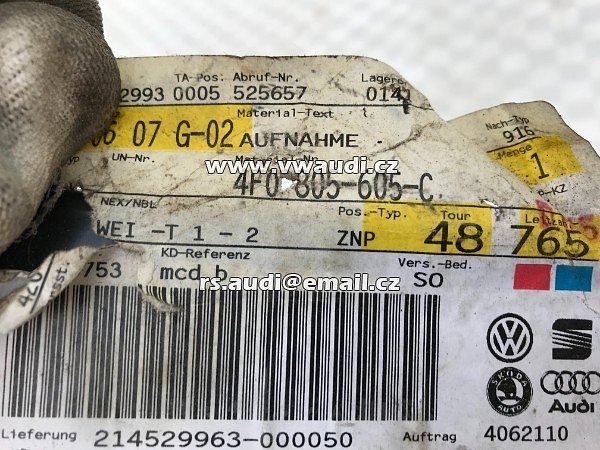 TA-Pos. Abruf-Nr.
2993 0005 525657
Material-Text
06 07 G-02 AUFNAHME
Nach-Typ
916
Menge
1
UN-Nr.
www.vwaudi.cz
4F0-805-605-C
NEX/NBL
Pos.-Typ. Tour
WEI -T 1 - 2 ZNP 48 765
KD-Referenz
Vers.-Bed.
753 mcd b SO
rs.audi@email.cz
SKODA
AUTO
Audi
Lieferung 214529963-000050 Auftrag 4062110